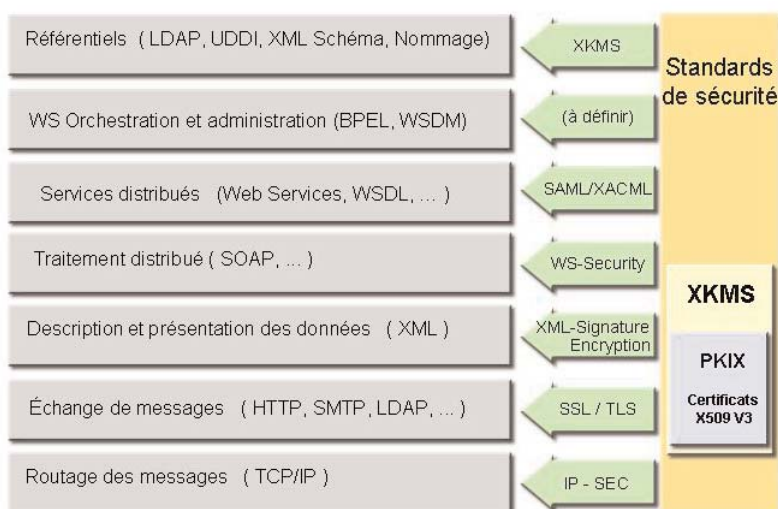 Référentiels ( LDAP, UDDI, XML Schéma, Nommage)
XKMS
Standards
de sécurité
WS Orchestration et administration (BPEL, WSDM)
(à définir)
Services distribués (Web Services, WSDL, ... )
SAML/XACML
Traitement distribué ( SOAP, ... )
WS-Security
XKMS
Description et présentation des données ( XML )
XML-Signature
Encryption
PKIX
Certificats
X509 V3
Échange de messages ( HTTP, SMTP, LDAP, ... )
SSL / TLS
Routage des messages ( TCP/IP )
IP - SEC